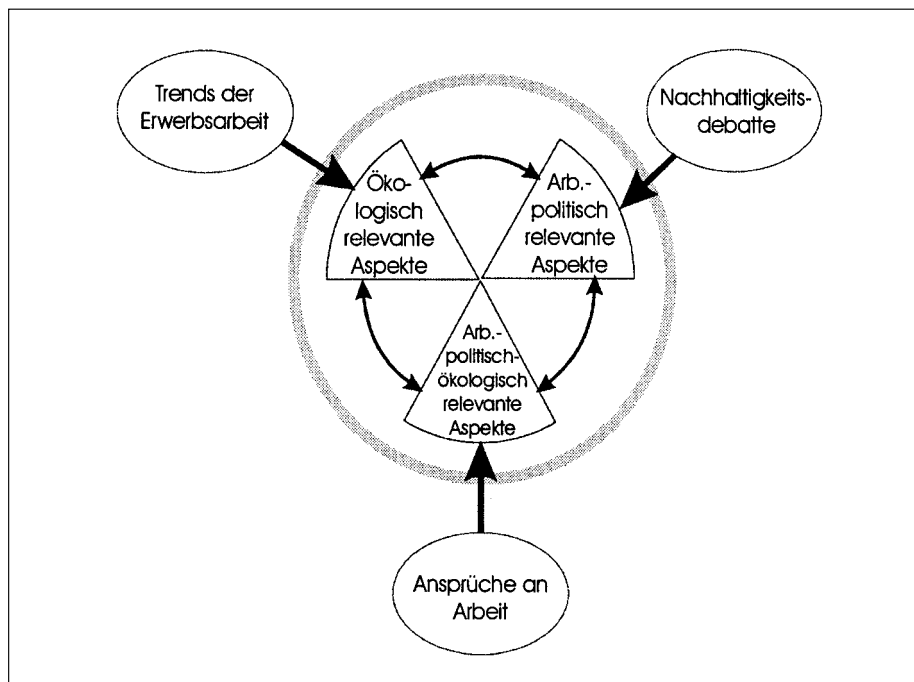 Trends der
Erwerbsarbeit
Nachhaltigkeits-
debatte
Öko-
logisch
relevante
Aspekte
Arb.-
politisch
relevante
Aspekte
Arb.-
politisch-
ökologisch
relevante
Aspekte
Ansprüche an
Arbeit